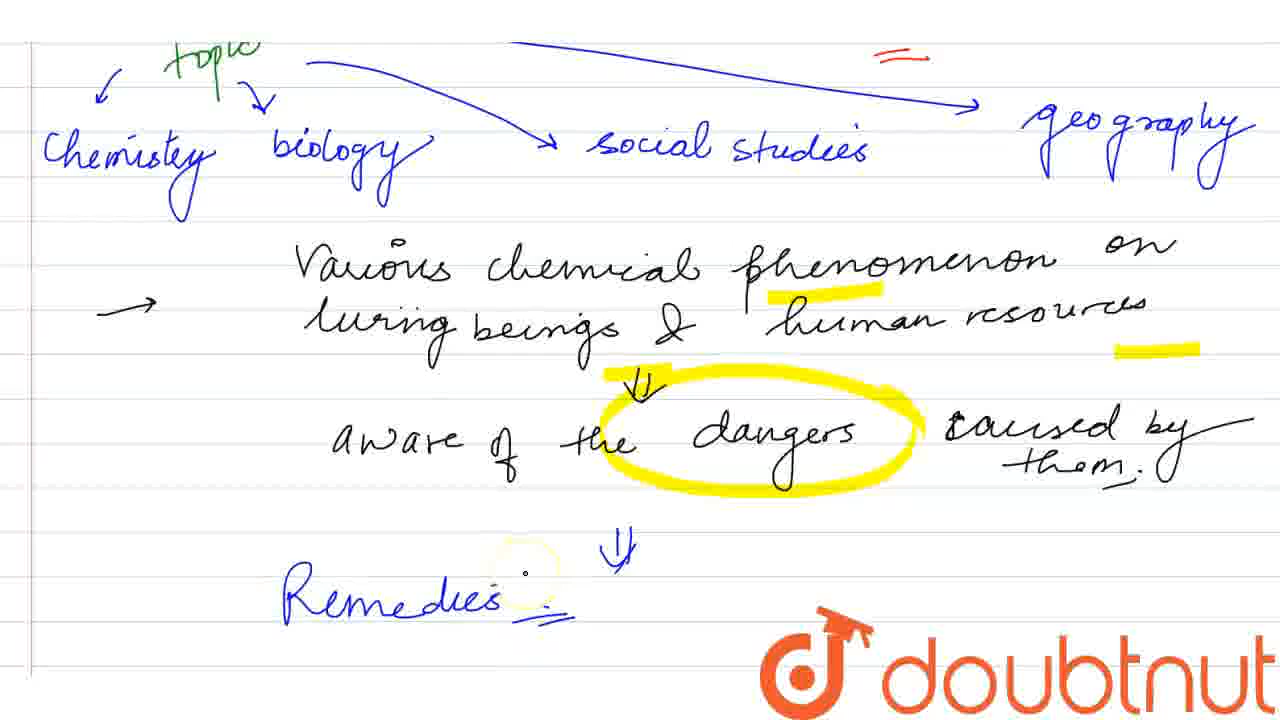 topic
Chemistry biology social studies geography
Various chemical phenomenon on
living beings & human resources
aware of the dangers caused by
them.
Remedies :
doubtnut